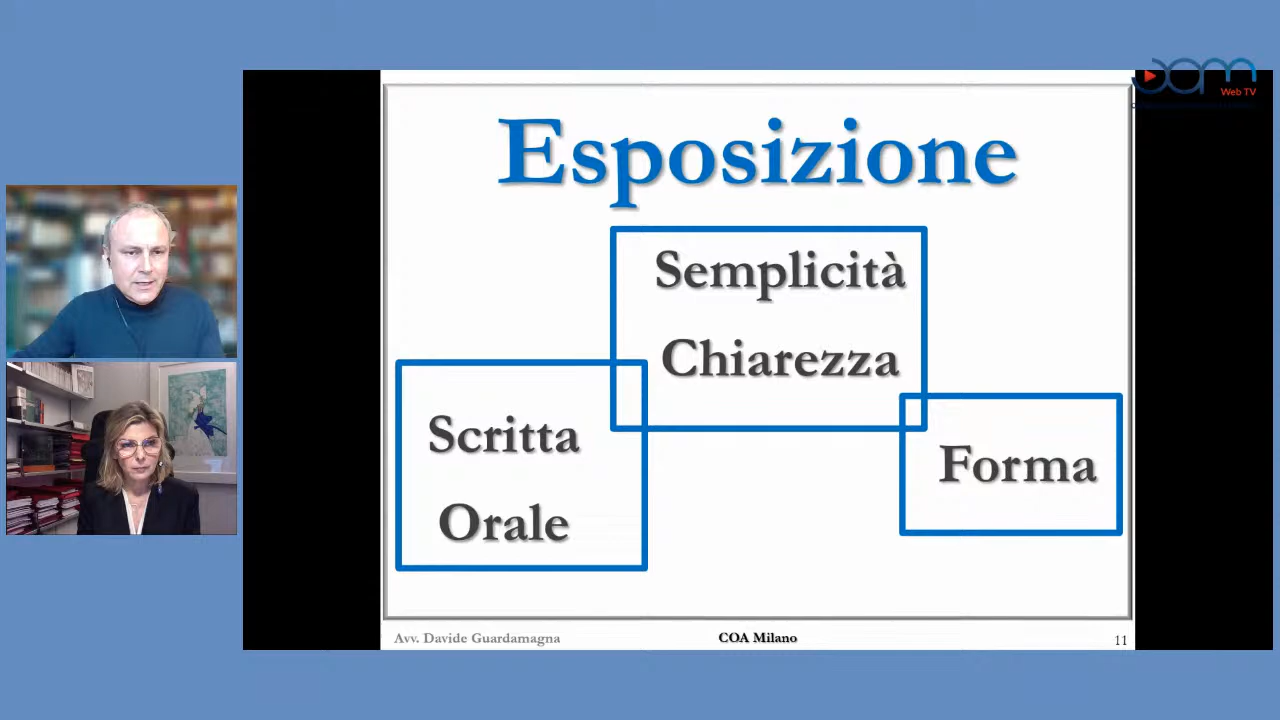 Web TV
Esposizione
Semplicità
Chiarezza
Scritta
Orale
Forma
Avv. Davide Guardamagna
COA Milano
11